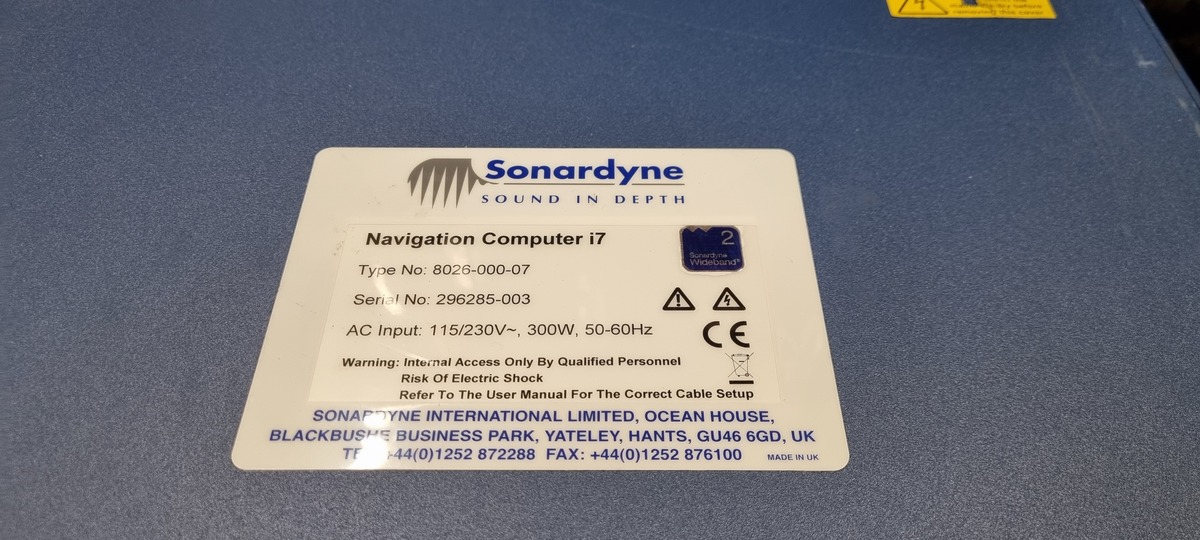 removing this cover
Sonardyne
SOUND IN DEPTH
Navigation Computer i7
2
Sonardyne
Wideband®
Type No: 8026-000-07
Serial No: 296285-003
AC Input: 115/230V~, 300W, 50-60Hz
CE
Warning: Internal Access Only By Qualified Personnel
Risk Of Electric Shock
Refer To The User Manual For The Correct Cable Setup
SONARDYNE INTERNATIONAL LIMITED, OCEAN HOUSE,
BLACKBUSHE BUSINESS PARK, YATELEY, HANTS, GU46 6GD, UK
+44(0)1252 872288 FAX: +44(0)1252 876100
MADE IN UK